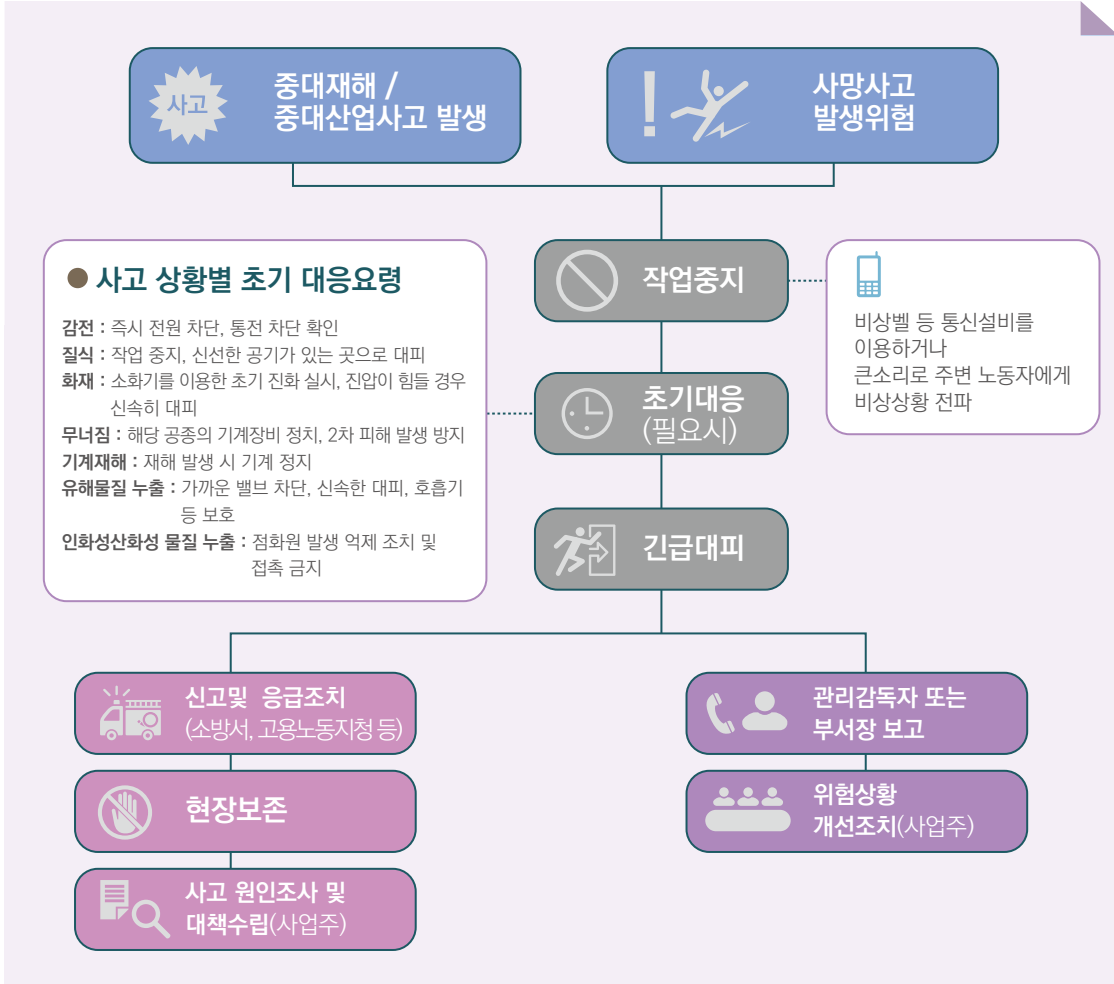 사고
중대재해 /
중대산업사고 발생
사망사고
발생위험
● 사고 상황별 초기 대응요령
감전 : 즉시 전원 차단, 통전 차단 확인
질식 : 작업 중지, 신선한 공기가 있는 곳으로 대피
화재 : 소화기를 이용한 초기 진화 실시, 진압이 힘들 경우
신속히 대피
무너짐 : 해당 공종의 기계장비 정치, 2차 피해 발생 방지
기계재해 : 재해 발생 시 기계 정지
유해물질 누출 : 가까운 밸브 차단, 신속한 대피, 호흡기
등 보호
인화성산화성 물질 누출 : 점화원 발생 억제 조치 및
접촉 금지
작업중지
비상벨 등 통신설비를
이용하거나
큰소리로 주변 노동자에게
비상상황 전파
초기대응
(필요시)
긴급대피
신고및 응급조치
(소방서, 고용노동지청 등)
현장보존
사고 원인조사 및
대책수립(사업주)
관리감독자 또는
부서장 보고
위험상황
개선조치(사업주)